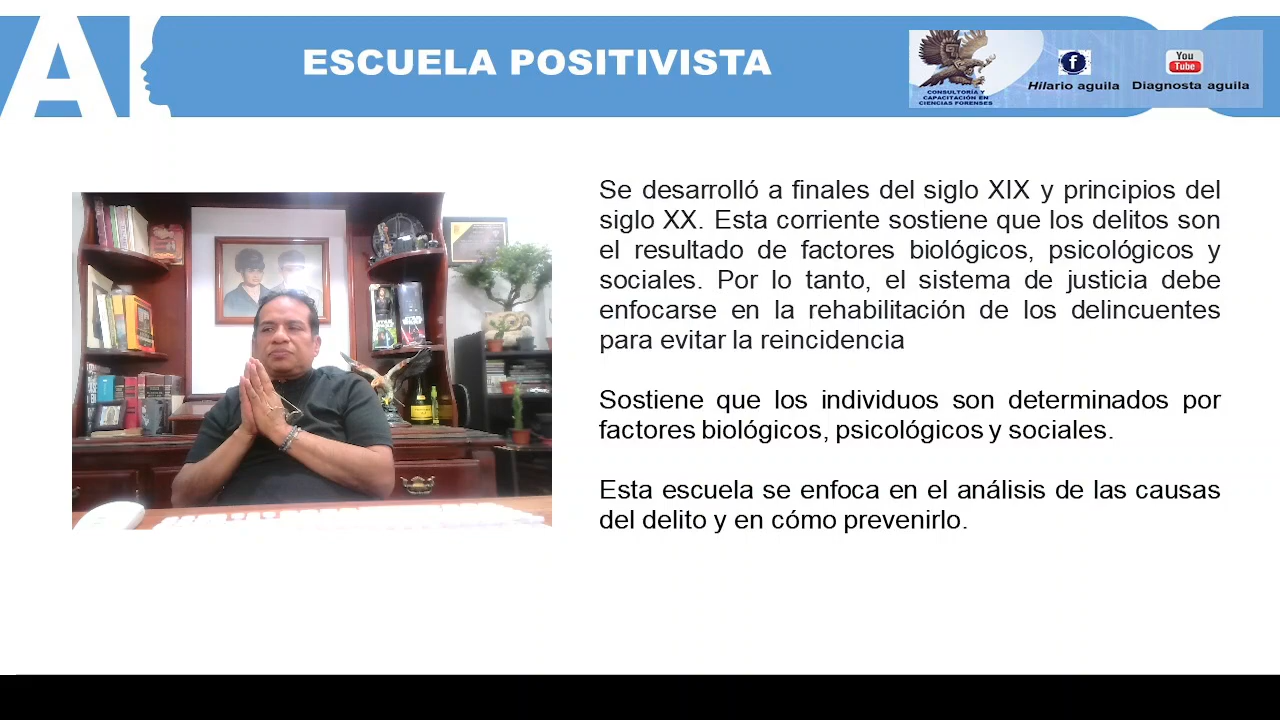 AI
ESCUELA POSITIVISTA
CONSULTORÍA Y
CAPACITACIÓN EN
CIENCIAS FORENSES
f
Hilario aguila
You
Tube
Diagnosta aguila
Se desarrolló a finales del siglo XIX y principios del
siglo XX. Esta corriente sostiene que los delitos son
el resultado de factores biológicos, psicológicos y
sociales. Por lo tanto, el sistema de justicia debe
enfocarse en la rehabilitación de los delincuentes
para evitar la reincidencia
Sostiene que los individuos son determinados por
factores biológicos, psicológicos y sociales.
Esta escuela se enfoca en el análisis de las causas
del delito y en cómo prevenirlo.